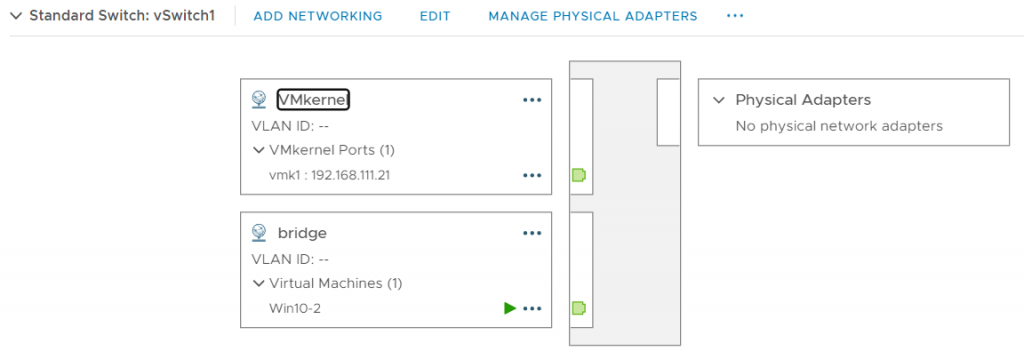 Standard Switch: vSwitch1 ADD NETWORKING EDIT MANAGE PHYSICAL ADAPTERS ...
VMkernel ...
VLAN ID: --
VMkernel Ports (1)
vmk1 : 192.168.111.21 ...
bridge ...
VLAN ID: --
Virtual Machines (1)
Win10-2 ...
Physical Adapters
No physical network adapters